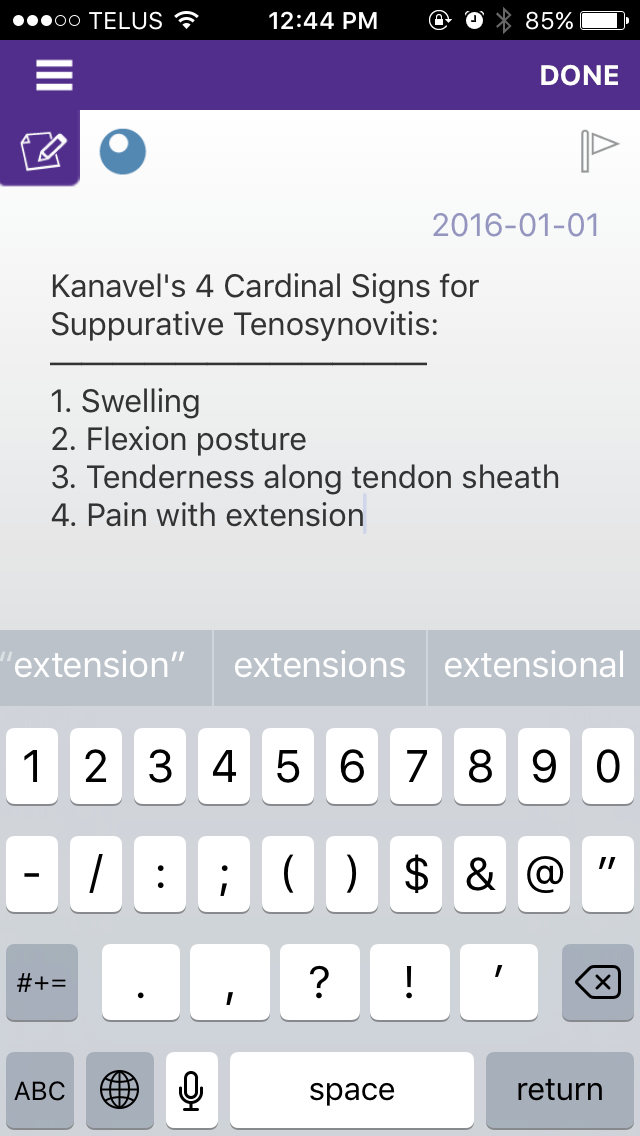 TELUS 12:44 PM 85%
DONE
2016-01-01
Kanavel's 4 Cardinal Signs for
Suppurative Tenosynovitis:
1. Swelling
2. Flexion posture
3. Tenderness along tendon sheath
4. Pain with extension
“extension” extensions extensional
1 2 3 4 5 6 7 8 9 0
- / : ; ( ) $ & @ "
#+= . , ? ! '
ABC space return